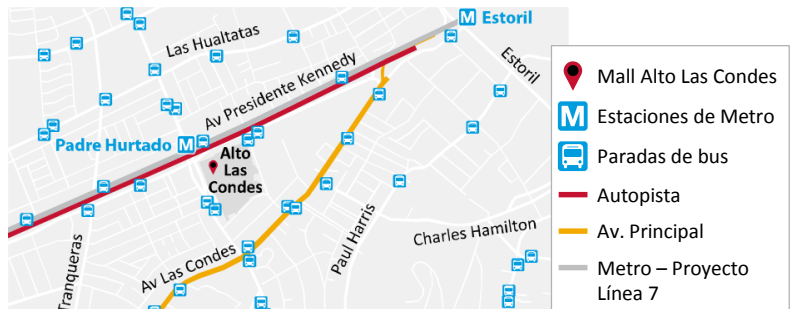 M Estoril
Las Hualtatas
Estoril
Av Presidente Kennedy
Padre Hurtado M
Alto
Las
Condes
Tranqueras
Av Las Condes
Paul Harris
Charles Hamilton
Mall Alto Las Condes
M Estaciones de Metro
Paradas de bus
Autopista
Av. Principal
Metro – Proyecto
Línea 7